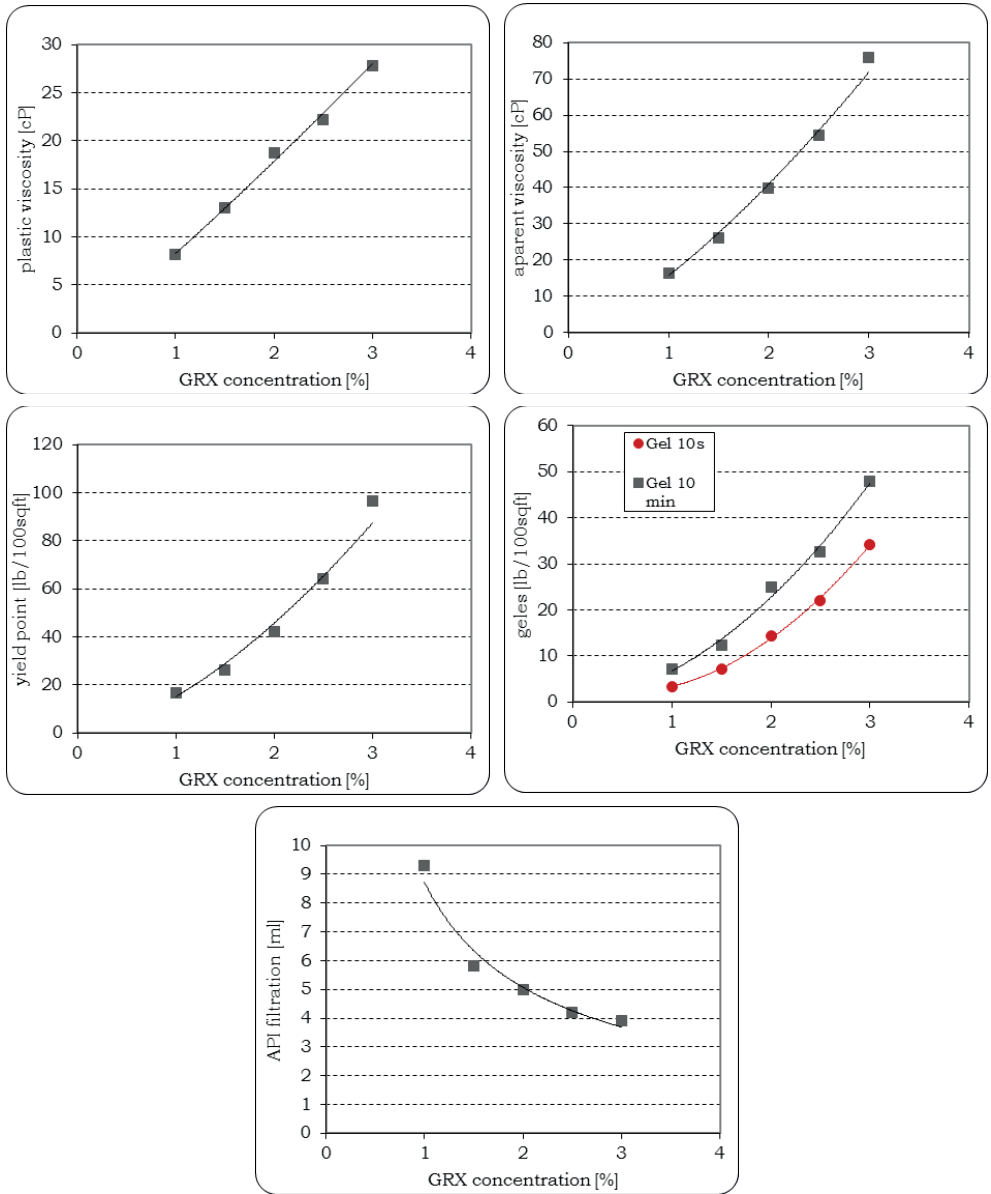 plastic viscosity [cP]
30
25
20
15
10
5
0
0 1 2 3 4
GRX concentration [%]
aparent viscosity [cP]
80
70
60
50
40
30
20
10
0
0 1 2 3 4
GRX concentration [%]
yield point [lb/100sqft]
120
100
80
60
40
20
0
0 1 2 3 4
GRX concentration [%]
geles [lb/100sqft]
60
50
40
30
20
10
0
Gel 10s
Gel 10
min
0 1 2 3 4
GRX concentration [%]
API filtration [ml]
10
9
8
7
6
5
4
3
2
1
0
0 1 2 3 4
GRX concentration [%]